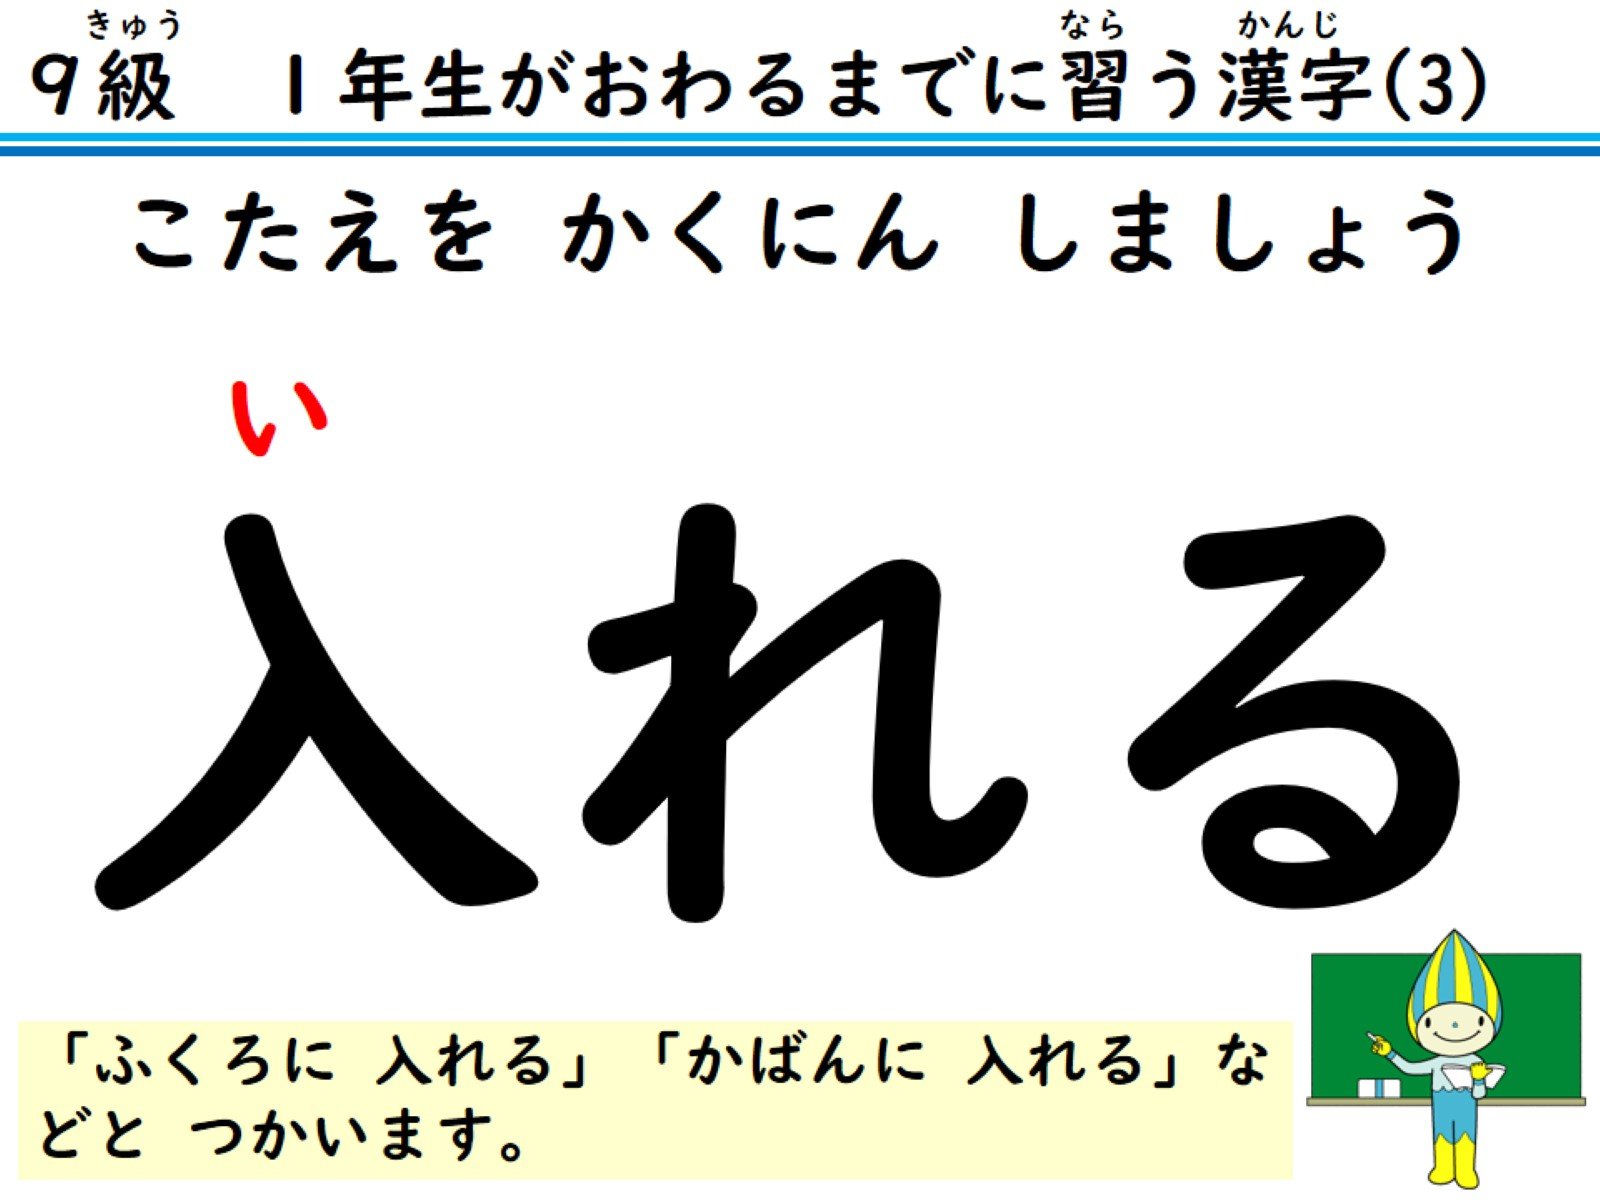 きゅう なら かんじ
9級 1年生がおわるまでに習う漢字(3)
こたえを かくにん しましょう
い
入れる
「ふくろに 入れる」「かばんに 入れる」な
どと つかいます。